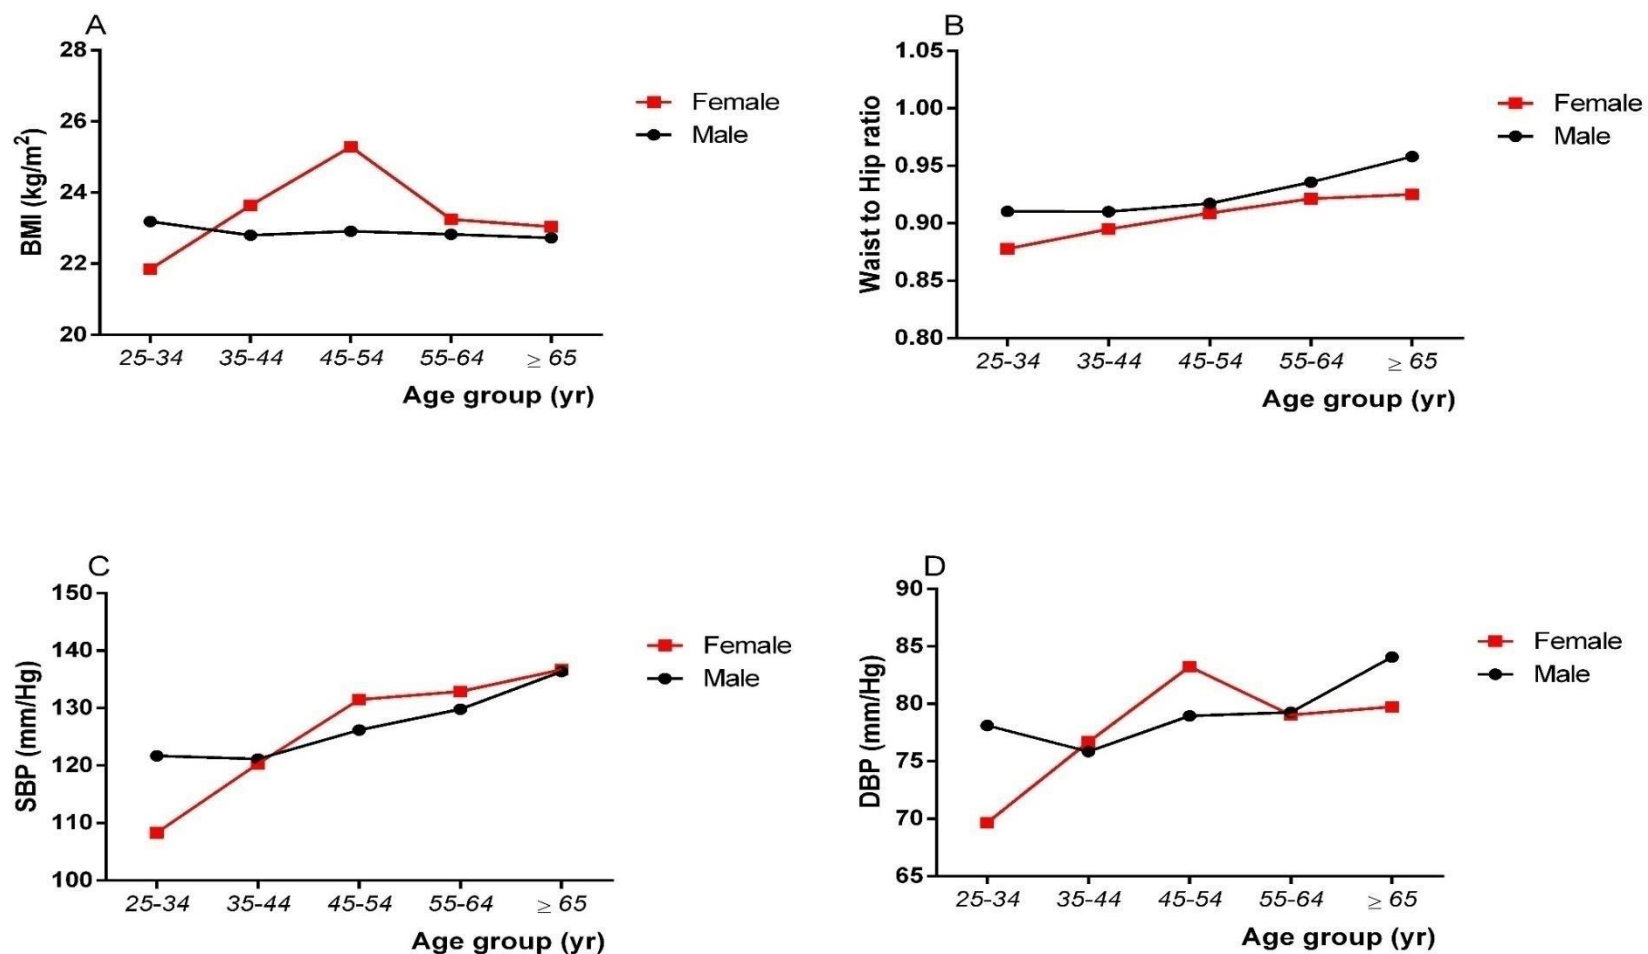 A
BMI (kg/m²)
28
26
24
22
20
25-34 35-44 45-54 55-64 ≥ 65
Age group (yr)
Female
Male
B
Waist to Hip ratio
1.05
1.00
0.95
0.90
0.85
0.80
25-34 35-44 45-54 55-64 ≥ 65
Age group (yr)
Female
Male
C
SBP (mm/Hg)
150
140
130
120
110
100
25-34 35-44 45-54 55-64 ≥ 65
Age group (yr)
Female
Male
D
DBP (mm/Hg)
90
85
80
75
70
65
25-34 35-44 45-54 55-64 ≥ 65
Age group (yr)
Female
Male